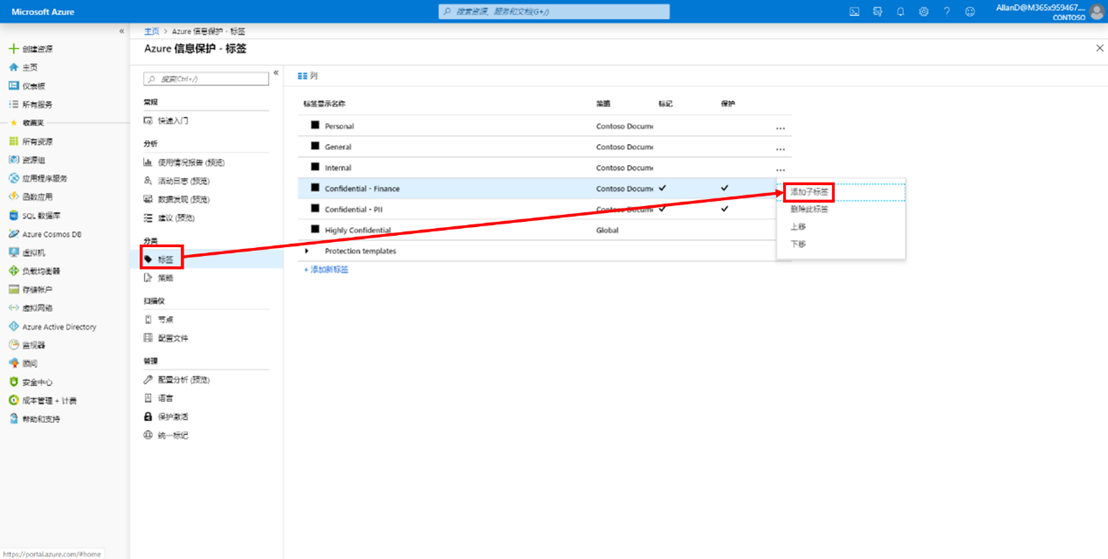 Microsoft Azure
搜索资源、服务和文档(G+/)
AllanD@M365x959467....
CONTOSO
创建资源
主页
仪表板
所有服务
收藏夹
所有资源
资源组
应用程序服务
函数应用
SQL 数据库
Azure Cosmos DB
虚拟机
负载均衡器
存储帐户
虚拟网络
Azure Active Directory
监视器
顾问
安全中心
成本管理 + 计费
帮助和支持
https://portal.azure.com/#home
主页 > Azure 信息保护 - 标签
Azure 信息保护 - 标签
搜索(Ctrl+/)
常规
快速入门
分析
使用情况报告 (预览)
活动日志 (预览)
数据发现 (预览)
建议 (预览)
分类
标签
策略
扫描仪
节点
配置文件
管理
配置分析 (预览)
语言
保护激活
统一标记
列
标签显示名称 策略 标记 保护
Personal Contoso Docume
General Contoso Docume
Internal Contoso Docume
Confidential - Finance Contoso Docume
Confidential - PII Contoso Docume
Highly Confidential Global
Protection templates
+ 添加新标签
添加子标签
删除此标签
上移
下移